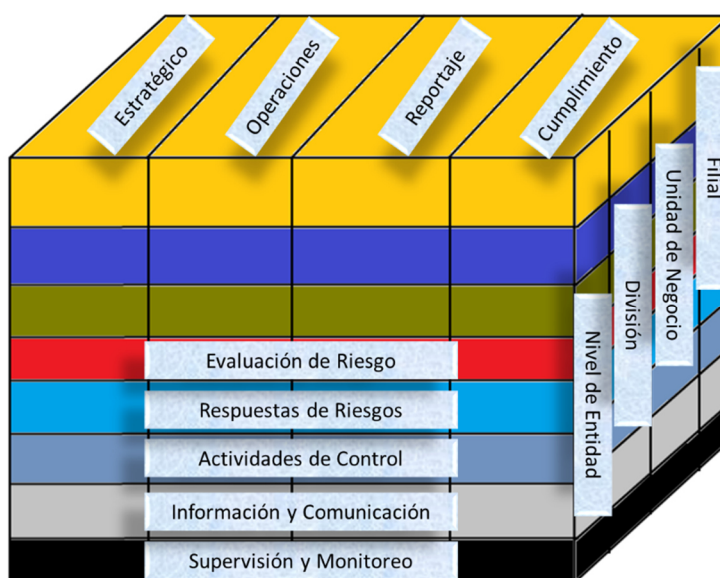 Estratégico
Operaciones
Reportaje
Cumplimiento
Filial
Unidad de Negocio
División
Nivel de Entidad
Evaluación de Riesgo
Respuestas de Riesgos
Actividades de Control
Información y Comunicación
Supervisión y Monitoreo